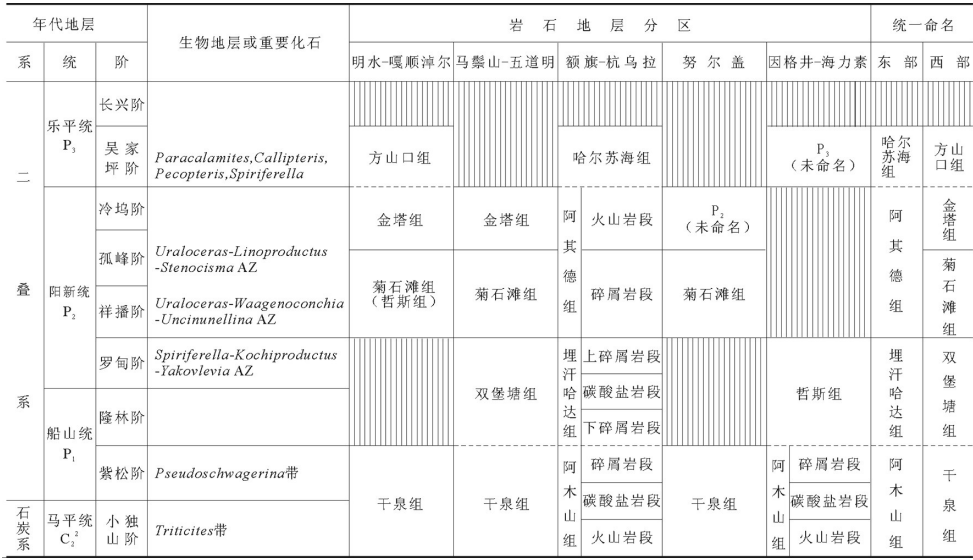 年代地层 生物地层或重要化石 岩石地层分区 统一命名
系 统 阶 明水-嘎顺淖尔 马鬃山-五道明 额旗-杭乌拉 努尔盖 因格井-海力素 东部 西部
二叠系
乐平统
P3
长兴阶
吴家
坪阶
Paracalamites,Callipteris,
Pecopteris,Spiriferella
方山口组
哈尔苏海组
P3
(未命名)
哈尔
苏海
组
方山
口组
阳新统
P2
冷坞阶
金塔组
金塔组
阿其德组
火山岩段
P2
(未命名)
阿其德组
金塔组
孤峰阶
Uraloceras-Linoproductus
-Stenocisma AZ
祥播阶
Uraloceras-Waagenoconchia
-Uncinunellina AZ
菊石滩组
(哲斯组)
菊石滩组
碎屑岩段
菊石滩组
菊石滩组
罗甸阶
Spiriferella-Kochiproductus
-Yakovlevia AZ
双堡塘组
埋汗哈达组
上碎屑岩段
碳酸盐岩段
下碎屑岩段
哲斯组
埋汗哈达组
双堡塘组
船山统
P1
隆林阶
紫松阶
Pseudoschwagerina带
干泉组
干泉组
阿木山组
碎屑岩段
碳酸盐岩段
火山岩段
干泉组
阿木山组
碎屑岩段
碳酸盐岩段
火山岩段
阿木山组
干泉组
石炭系
马平统
C₂²
小独
山阶
Triticites带